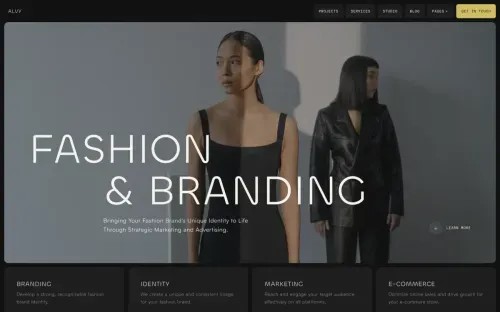 ALUV
PROJECTS SERVICES STUDIO BLOG PAGES GET IN TOUCH
FASHION
& BRANDING
Bringing Your Fashion Brand's Unique Identity to Life
Through Strategic Marketing and Advertising.
LEARN MORE
BRANDING
Develop a strong, recognizable fashion
brand identity.
IDENTITY
We create a unique and consistent image
for your fashion brand.
MARKETING
Reach and engage your target audience
effectively on all platforms.
E-COMMERCE
Optimize online sales and drive growth for
your e-commerce store.